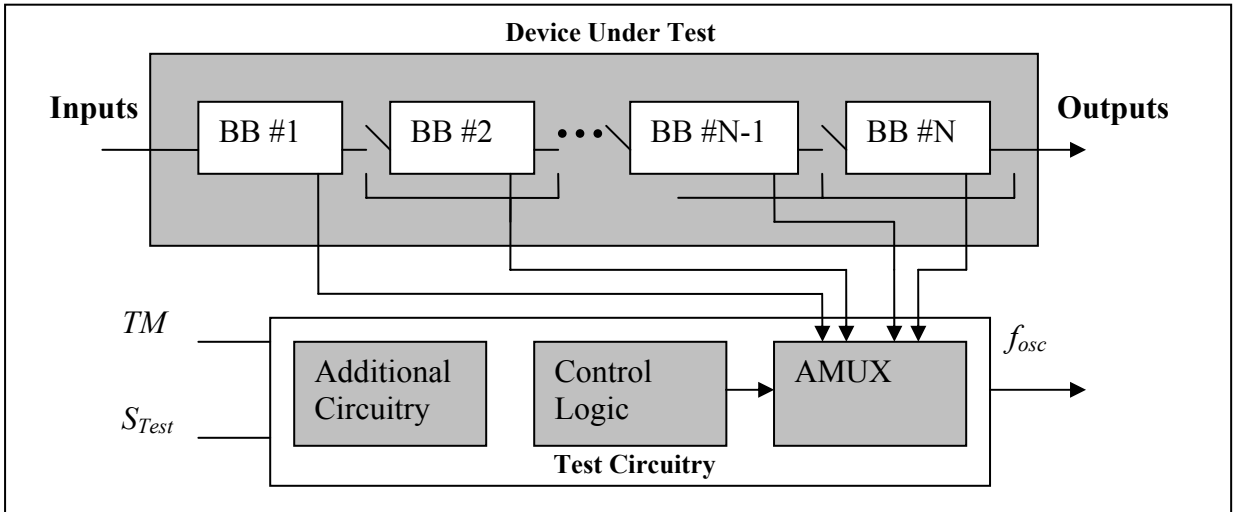 Device Under Test
Inputs
BB #1
BB #2
•••
BB #N-1
BB #N
Outputs
TM
S_Test
Additional
Circuitry
Control
Logic
AMUX
f_osc
Test Circuitry